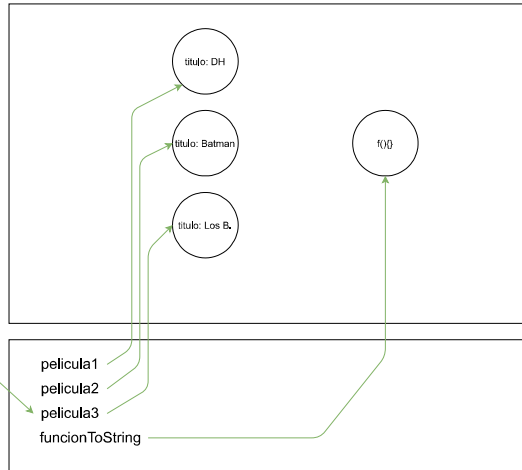 titulo: DH
titulo: Batman
f(){}
titulo: Los B.
pelicula1
pelicula2
pelicula3
funcionToString